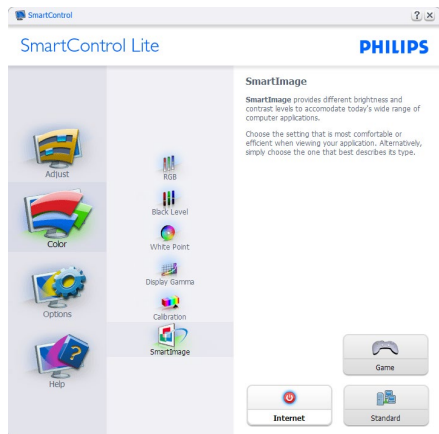 SmartControl
SmartControl Lite
PHILIPS
Adjust
Color
Options
Help
RGB
Black Level
White Point
Display Gamma
Calibration
SmartImage
SmartImage
SmartImage provides different brightness and
contrast levels to accomodate today's wide range of
computer applications.
Choose the setting that is most comfortable or
efficient when viewing your application. Alternatively,
simply choose the one that best describes its type.
Game
Internet
Standard